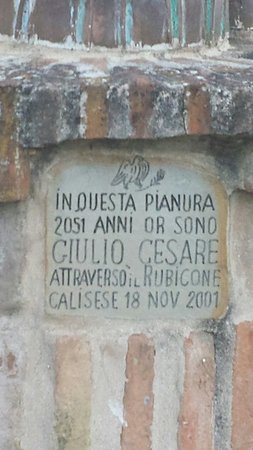 IN QUESTA PIANURA
2051 ANNI OR SONO
GIULIO CESARE
ATTRAVERSÒ IL RUBICONE
CALISESE 18 NOV 2001